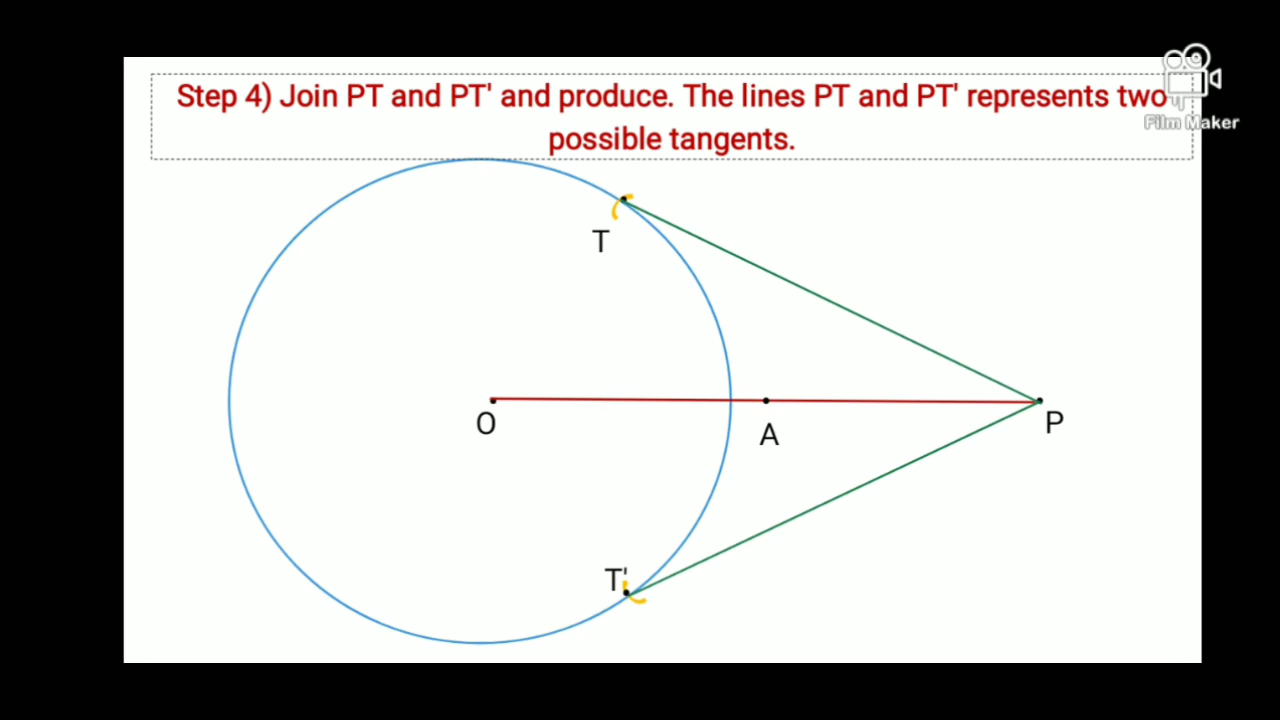 Step 4) Join PT and PT' and produce. The lines PT and PT' represents two
possible tangents.
Film Maker
T
O
A
P
T'